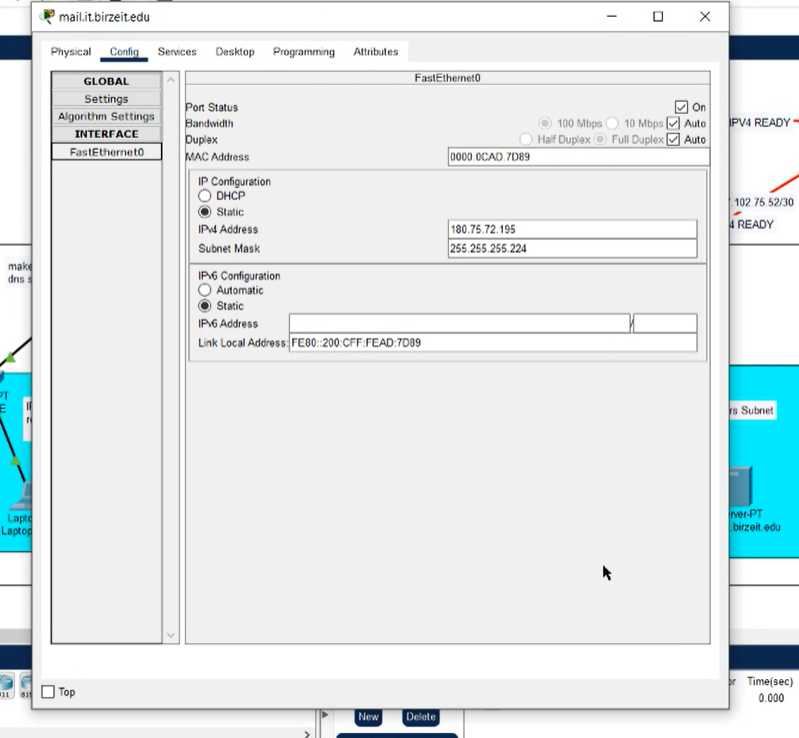 mail.it.birzeit.edu
Physical Config Services Desktop Programming Attributes
GLOBAL
Settings
Algorithm Settings
INTERFACE
FastEthernet0
FastEthernet0
Port Status On
Bandwidth 100 Mbps 10 Mbps Auto
Duplex Half Duplex Full Duplex Auto
MAC Address 0000.0CAD.7D89
IP Configuration
DHCP
Static
IPv4 Address 180.75.72.195
Subnet Mask 255.255.255.224
IPv6 Configuration
Automatic
Static
IPv6 Address /
Link Local Address: FE80::200:CFF:FEAD:7D89
Top
make
dns s
PT
E
Lapto
Laptop
IPV4 READY
.102.75.52/30
4 READY
rs Subnet
rver-PT
.birzeit.edu
Time(sec)
0.000
New Delete